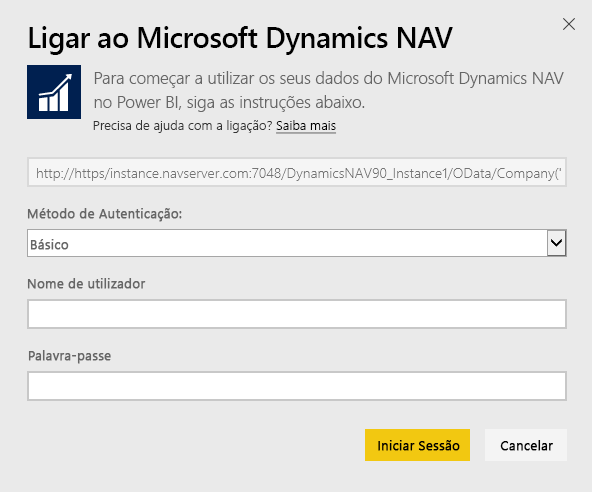 Ligar ao Microsoft Dynamics NAV
Para começar a utilizar os seus dados do Microsoft Dynamics NAV
no Power BI, siga as instruções abaixo.
Precisa de ajuda com a ligação? Saiba mais
http://https/instance.navserver.com:7048/DynamicsNAV90_Instance1/OData/Company('
Método de Autenticação:
Básico
Nome de utilizador
Palavra-passe
Iniciar Sessão Cancelar